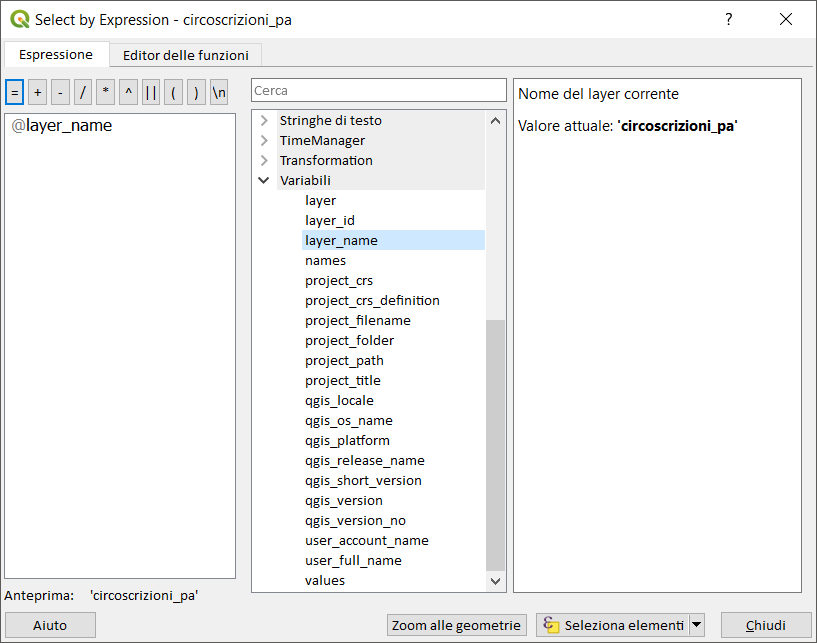 Select by Expression - circoscrizioni_pa
?
Espressione
Editor delle funzioni
= + - / * ^ || ( ) \n
@layer_name
Anteprima: 'circoscrizioni_pa'
Cerca
Stringhe di testo
TimeManager
Transformation
Variabili
layer
layer_id
layer_name
names
project_crs
project_crs_definition
project_filename
project_folder
project_path
project_title
qgis_locale
qgis_os_name
qgis_platform
qgis_release_name
qgis_short_version
qgis_version
qgis_version_no
user_account_name
user_full_name
values
Nome del layer corrente
Valore attuale: 'circoscrizioni_pa'
Aiuto
Zoom alle geometrie
Seleziona elementi
Chiudi